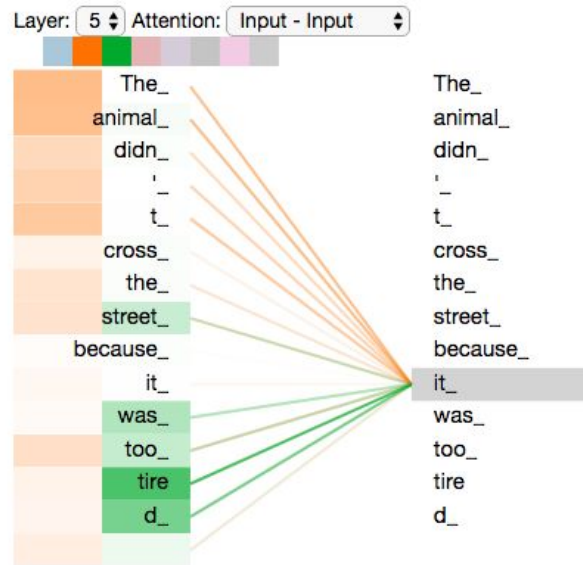 Layer: 5 Attention: Input - Input
The_ The_
animal_ animal_
didn_ didn_
'_ '_
t_ t_
cross_ cross_
the_ the_
street_ street_
because_ because_
it_ it_
was_ was_
too_ too_
tire tire
d_ d_